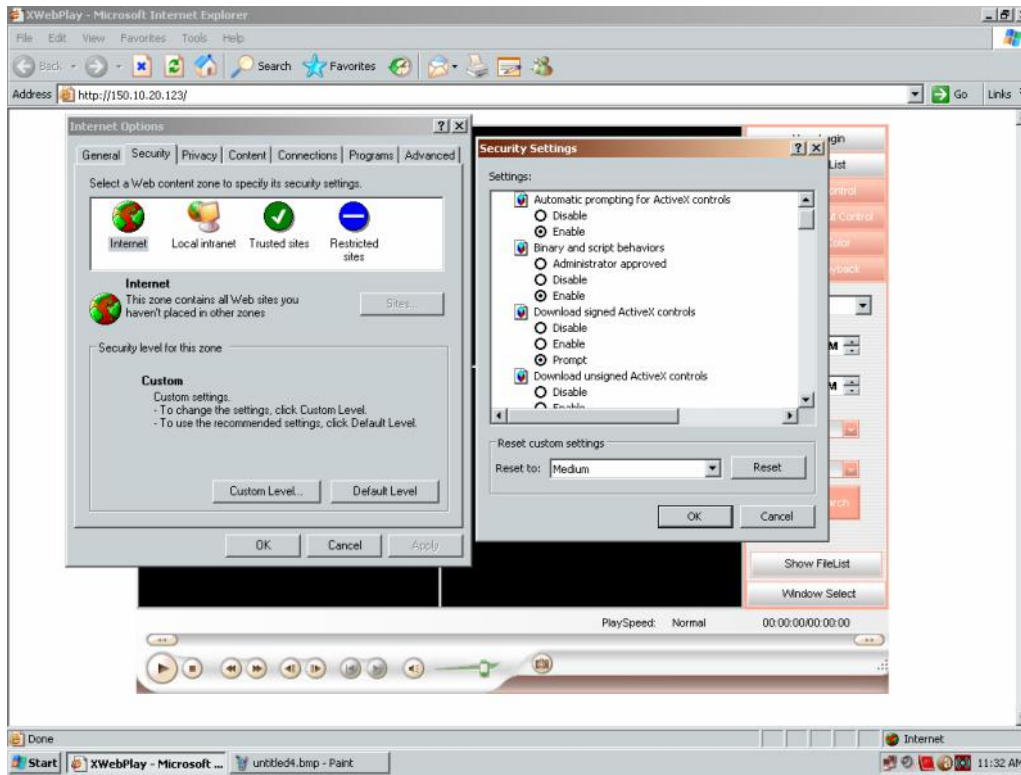 XWebPlay - Microsoft Internet Explorer
File Edit View Favorites Tools Help
Back Search Favorites
Address http://150.10.20.123/ Go Links
Internet Options
General Security Privacy Content Connections Programs Advanced
Select a Web content zone to specify its security settings.
Internet Local intranet Trusted sites Restricted
sites
Internet
This zone contains all Web sites you
haven't placed in other zones
Sites...
Security level for this zone
Custom
Custom settings.
- To change the settings, click Custom Level.
- To use the recommended settings, click Default Level.
Custom Level... Default Level
OK Cancel Apply
Security Settings
Settings:
Automatic prompting for ActiveX controls
Disable
Enable
Binary and script behaviors
Administrator approved
Disable
Enable
Download signed ActiveX controls
Disable
Enable
Prompt
Download unsigned ActiveX controls
Disable
Enable
Reset custom settings
Reset to: Medium Reset
OK Cancel
List
Show FileList
Window Select
PlaySpeed: Normal 00:00:00/00:00:00
Done Internet
Start XWebPlay - Microsoft ... untitled4.bmp - Paint 11:32 AM